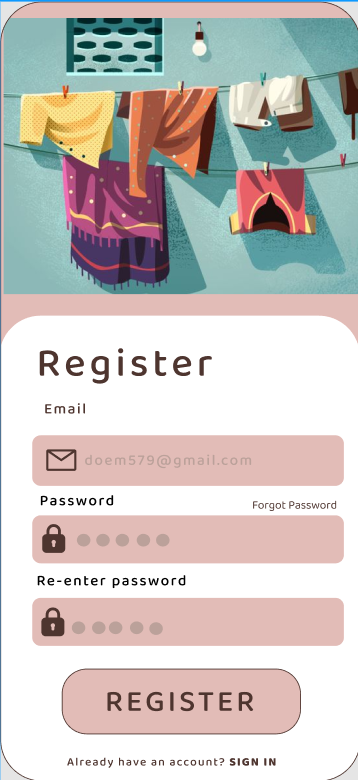 Register
Email
doem579@gmail.com
Password
Forgot Password
Re-enter password
REGISTER
Already have an account? SIGN IN